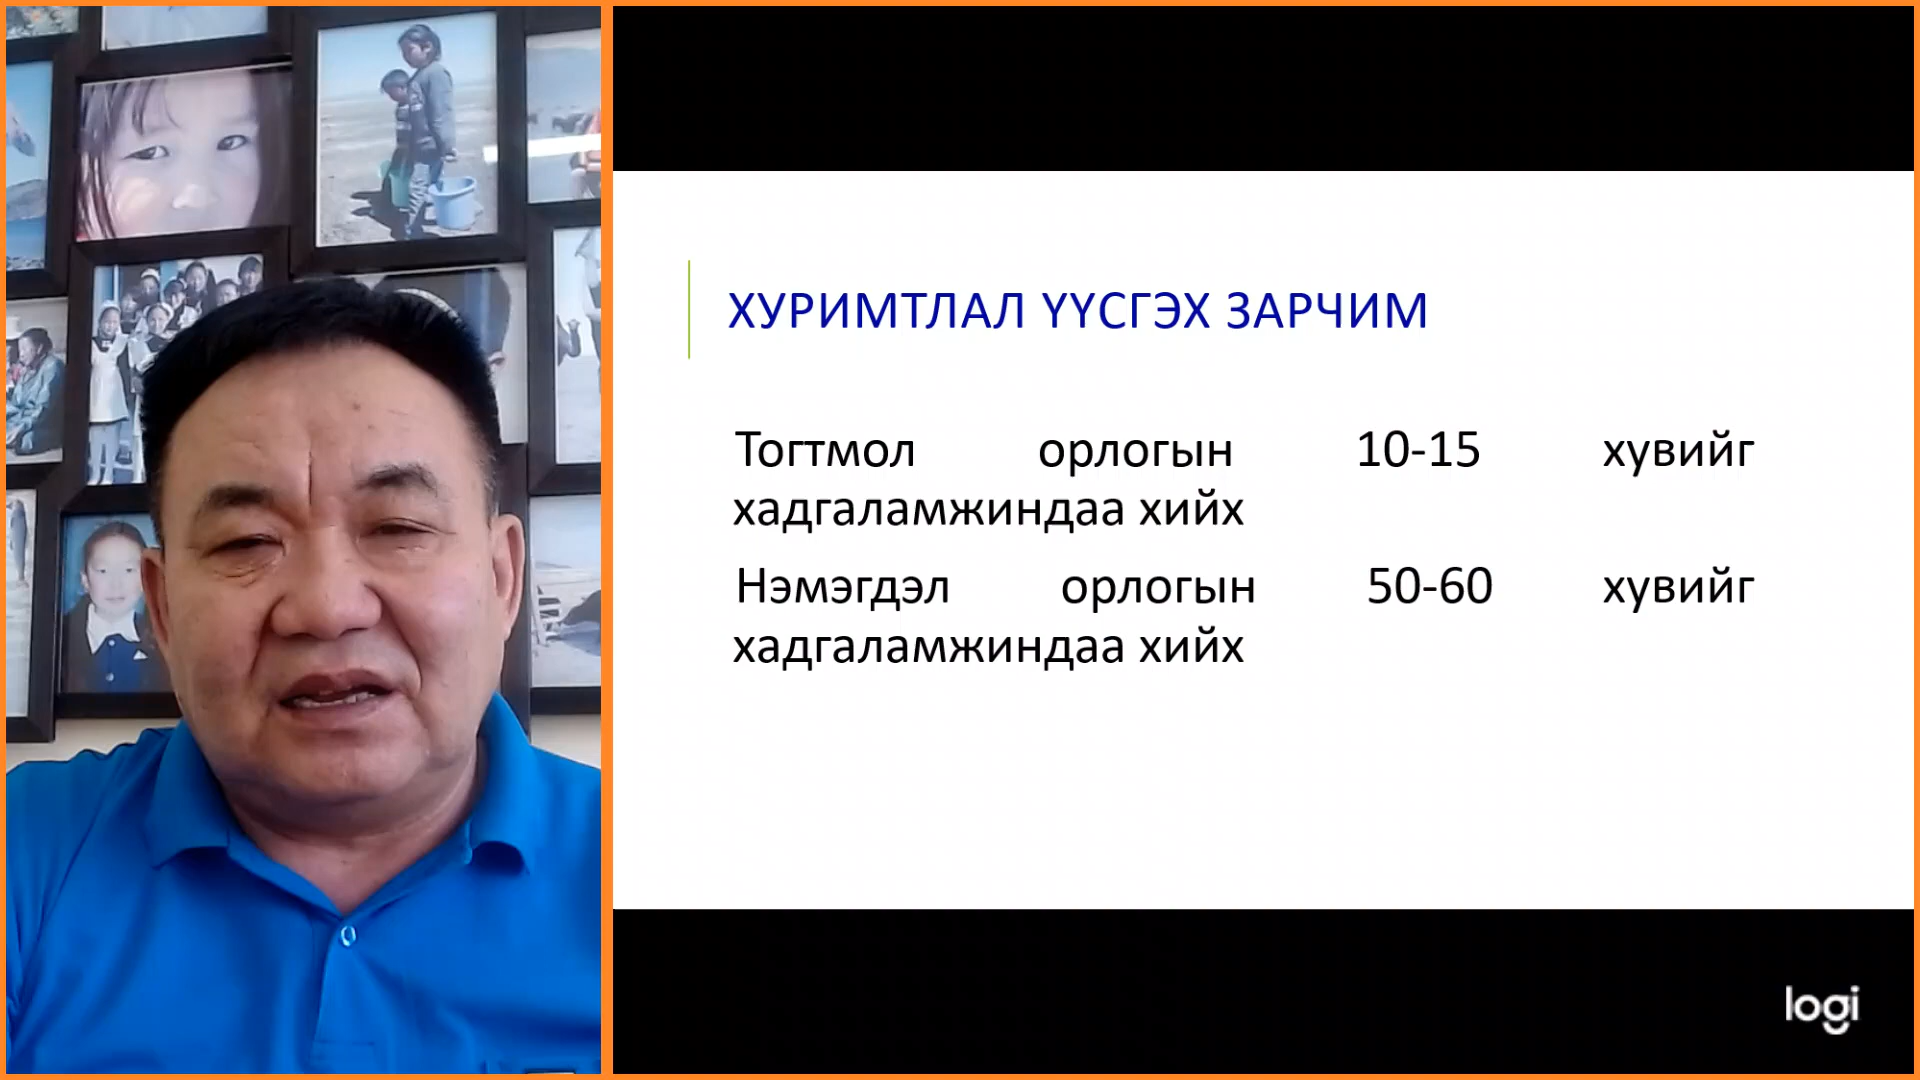 ХУРИМТЛАЛ ҮҮСГЭХ ЗАРЧИМ
Тогтмол орлогын 10-15 хувийг
хадгаламжиндаа хийх
Нэмэгдэл орлогын 50-60 хувийг
хадгаламжиндаа хийх
logi